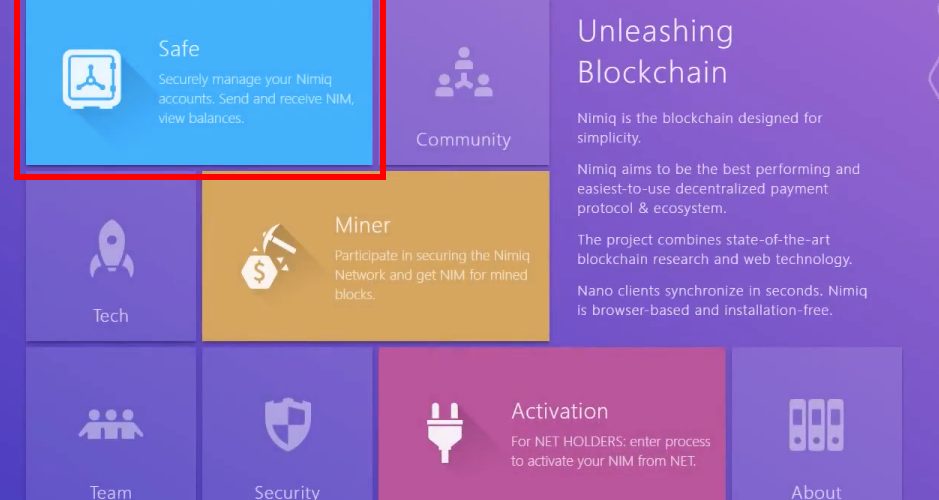 Safe
Securely manage your Nimiq
accounts. Send and receive NIM,
view balances.
Community
Unleashing
Blockchain
Nimiq is the blockchain designed for
simplicity.
Nimiq aims to be the best performing and
easiest-to-use decentralized payment
protocol & ecosystem.
The project combines state-of-the-art
blockchain research and web technology.
Nano clients synchronize in seconds. Nimiq
is browser-based and installation-free.
Tech
Miner
Participate in securing the Nimiq
Network and get NIM for mined
blocks.
$
Team
Security
Activation
For NET HOLDERS: enter process
to activate your NIM from NET.
About